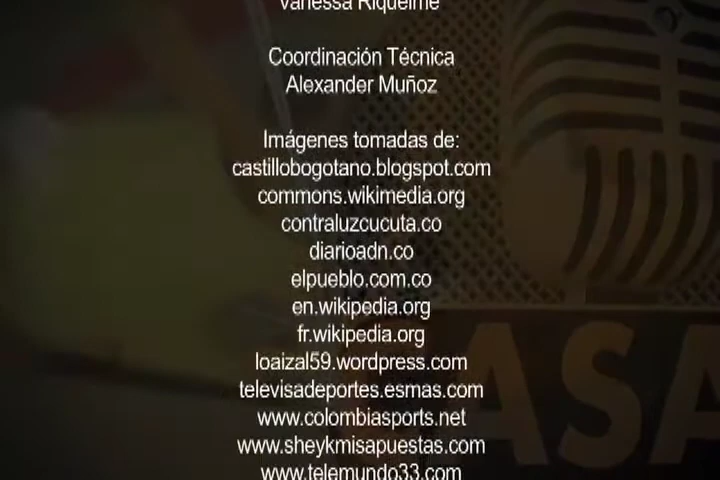 Vanessa Riquelme
Coordinación Técnica
Alexander Muñoz
Imágenes tomadas de:
castillobogotano.blogspot.com
commons.wikimedia.org
contraluzcucuta.co
diarioadn.co
elpueblo.com.co
en.wikipedia.org
fr.wikipedia.org
loaizal59.wordpress.com
televisadeportes.esmas.com
www.colombiasports.net
www.sheykmisapuestas.com
www.telemundo33.com
ASA